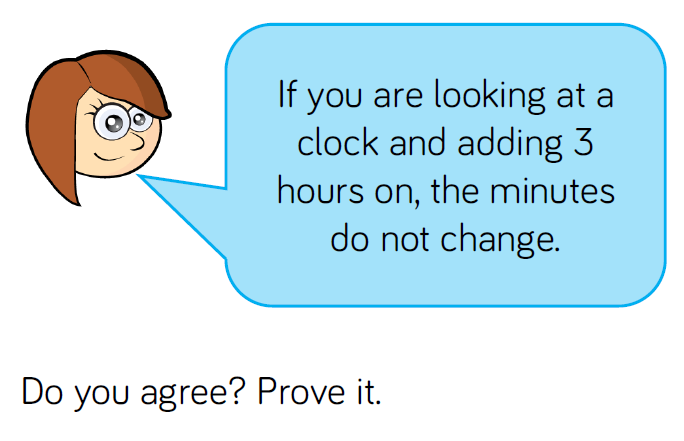 If you are looking at a
clock and adding 3
hours on, the minutes
do not change.
Do you agree? Prove it.